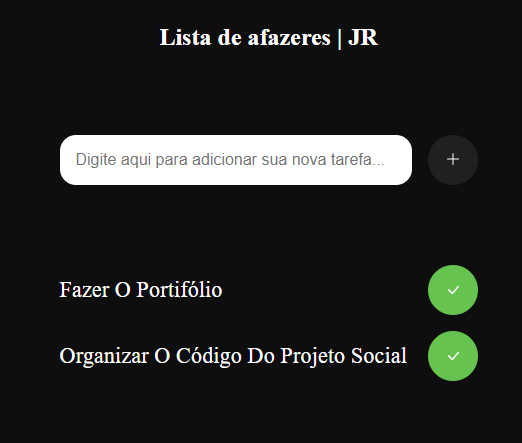 Lista de afazeres | JR
Digite aqui para adicionar sua nova tarefa...
Fazer O Portifólio
Organizar O Código Do Projeto Social